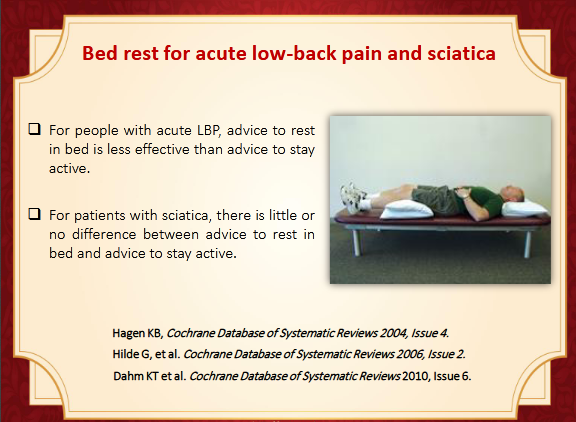 Bed rest for acute low-back pain and sciatica
For people with acute LBP, advice to rest
in bed is less effective than advice to stay
active.
For patients with sciatica, there is little or
no difference between advice to rest in
bed and advice to stay active.
Hagen KB, Cochrane Database of Systematic Reviews 2004, Issue 4.
Hilde G, et al. Cochrane Database of Systematic Reviews 2006, Issue 2.
Dahm KT et al. Cochrane Database of Systematic Reviews 2010, Issue 6.